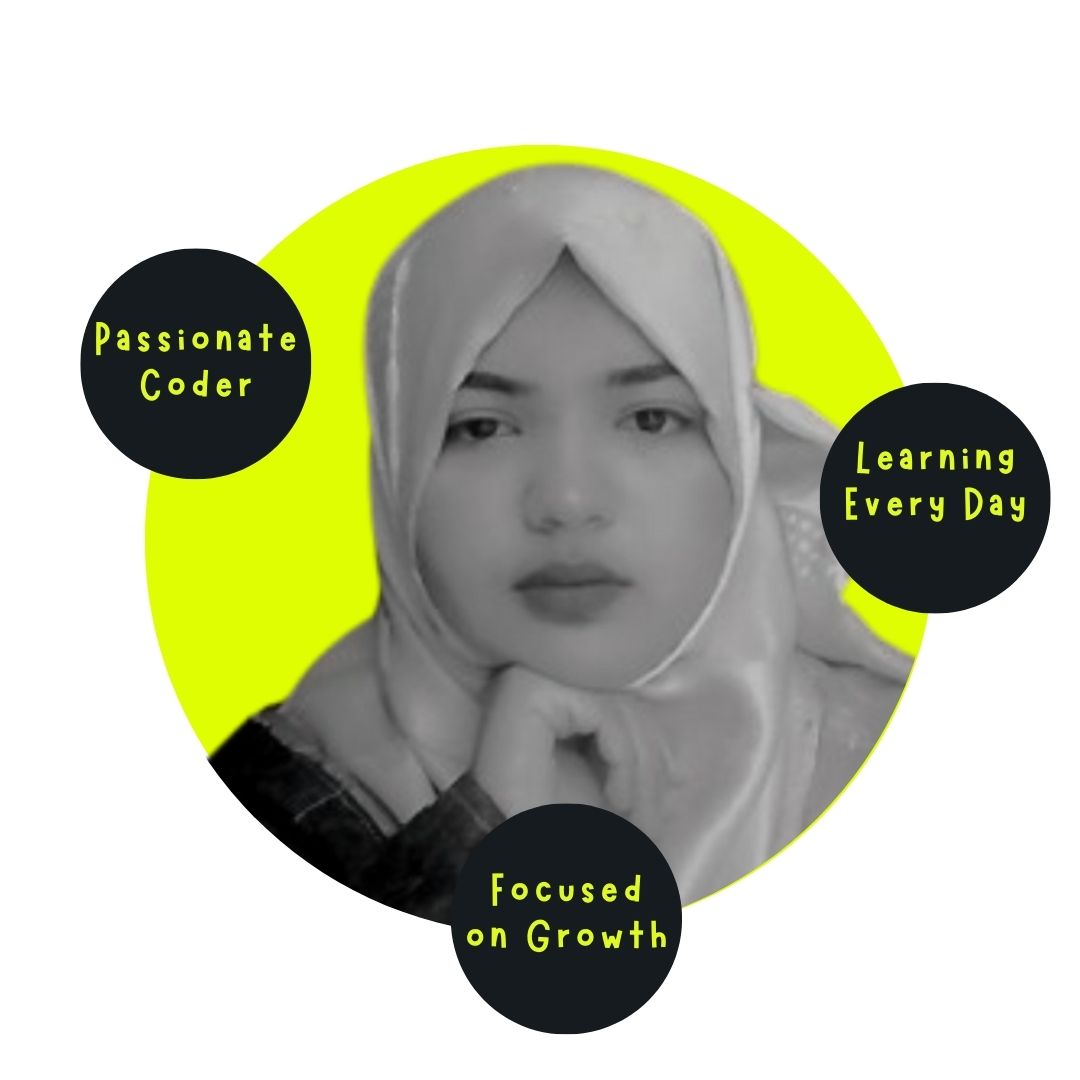 Passionate
Coder
Learning
Every Day
Focused
on Growth